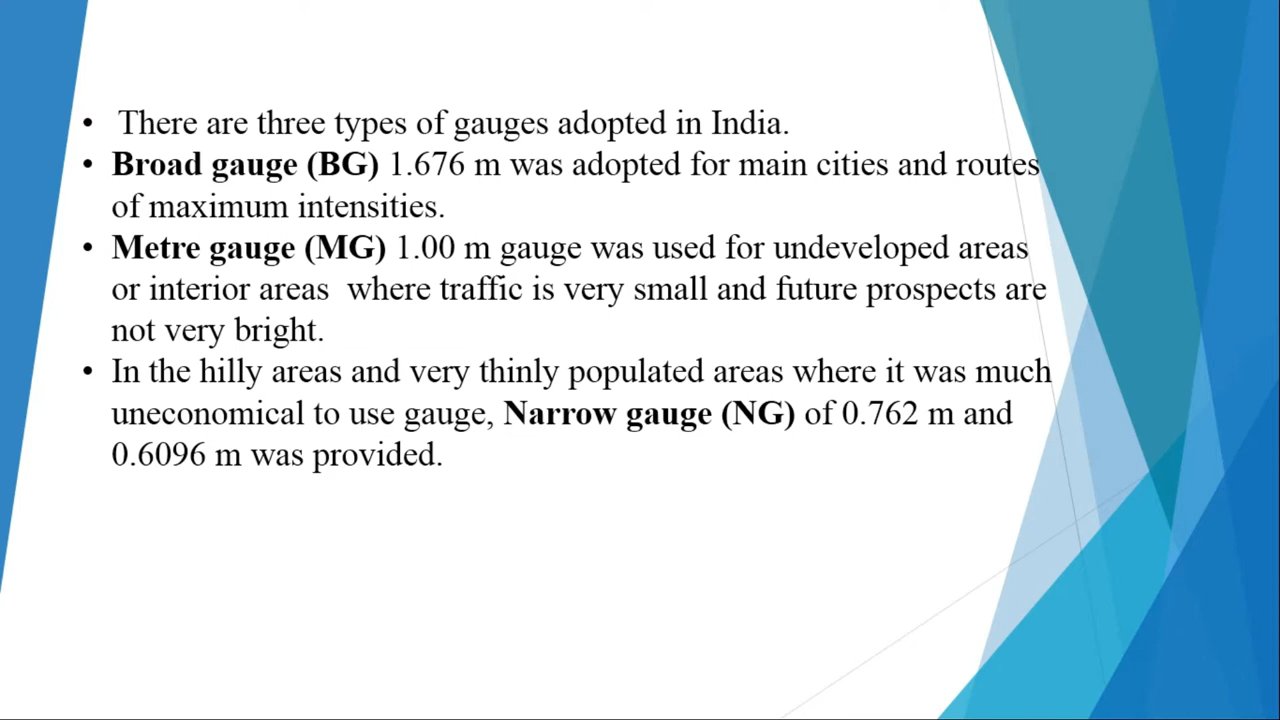 • There are three types of gauges adopted in India.
• Broad gauge (BG) 1.676 m was adopted for main cities and routes
of maximum intensities.
• Metre gauge (MG) 1.00 m gauge was used for undeveloped areas
or interior areas  where traffic is very small and future prospects are
not very bright.
• In the hilly areas and very thinly populated areas where it was much
uneconomical to use gauge, Narrow gauge (NG) of 0.762 m and
0.6096 m was provided.